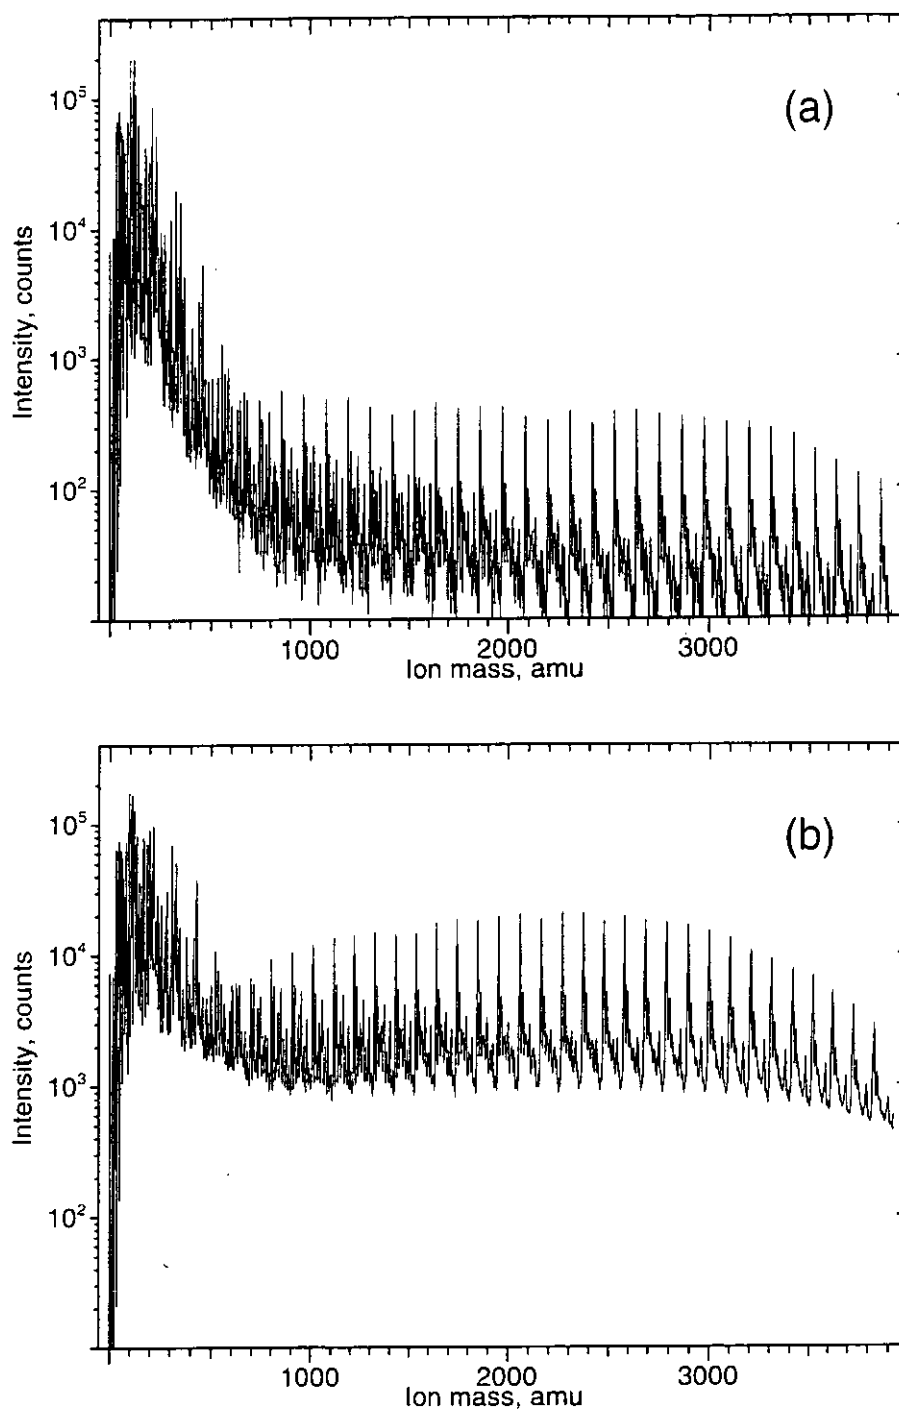 (a)
10⁵
10⁴
10³
10²
Intensity, counts
1000 2000 3000
Ion mass, amu
(b)
10⁵
10⁴
10³
10²
Intensity, counts
1000 2000 3000
Ion mass, amu